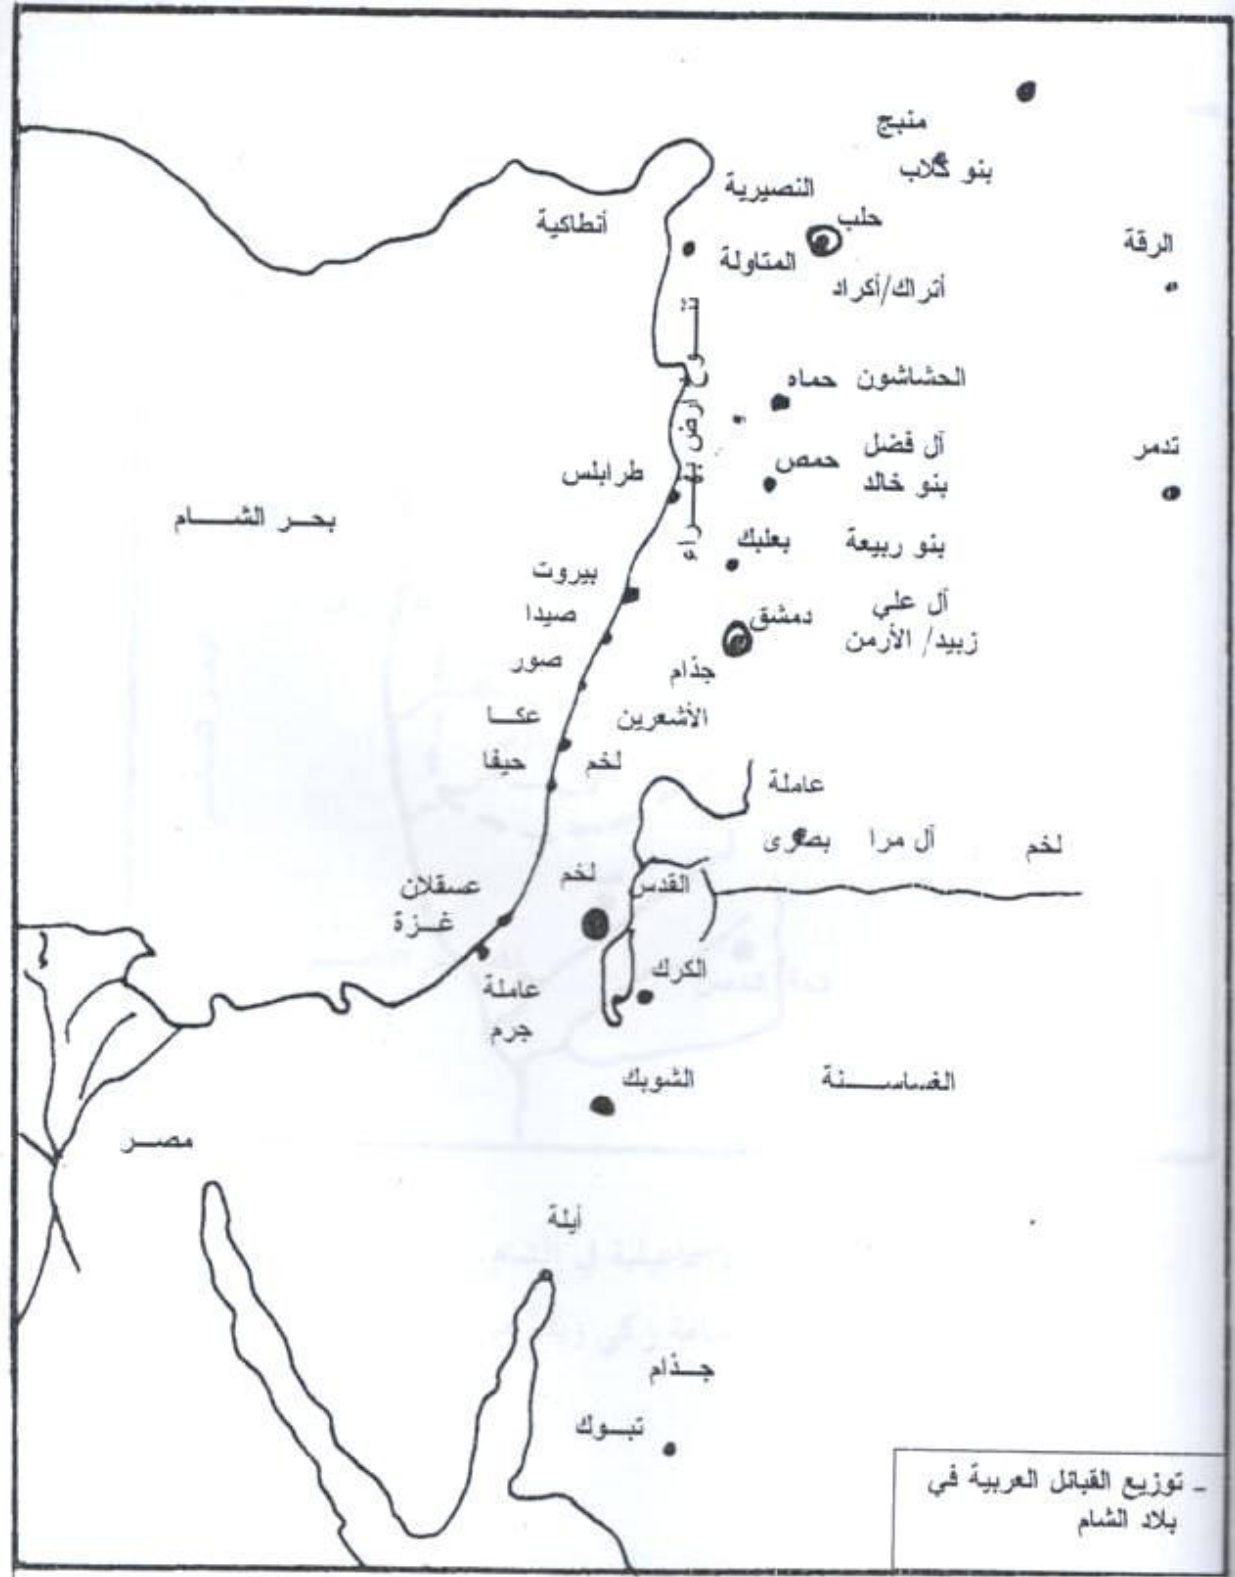 منبج
بنو كلاب
النصيرية
حلب
أنطاكية
الرقة
المتاولة
أتراك/أكراد
تنوخ
ارض بهراء
الحشاشون
حماه
آل فضل
تدمر
حمص
طرابلس
بنو خالد
بحر الشام
بنو ربيعة
بعلبك
بيروت
آل علي
دمشق
صيدا
زبيد/ الأرمن
صور
جذام
عكا
الأشعرين
حيفا
لخم
عاملة
بصرى
آل مرا
لخم
لخم
القدس
عسقلان
غزة
الكرك
عاملة
جرم
الشوبك
الغساسنة
مصر
أيلة
جذام
تبوك
- توزيع القبائل العربية في
بلاد الشام